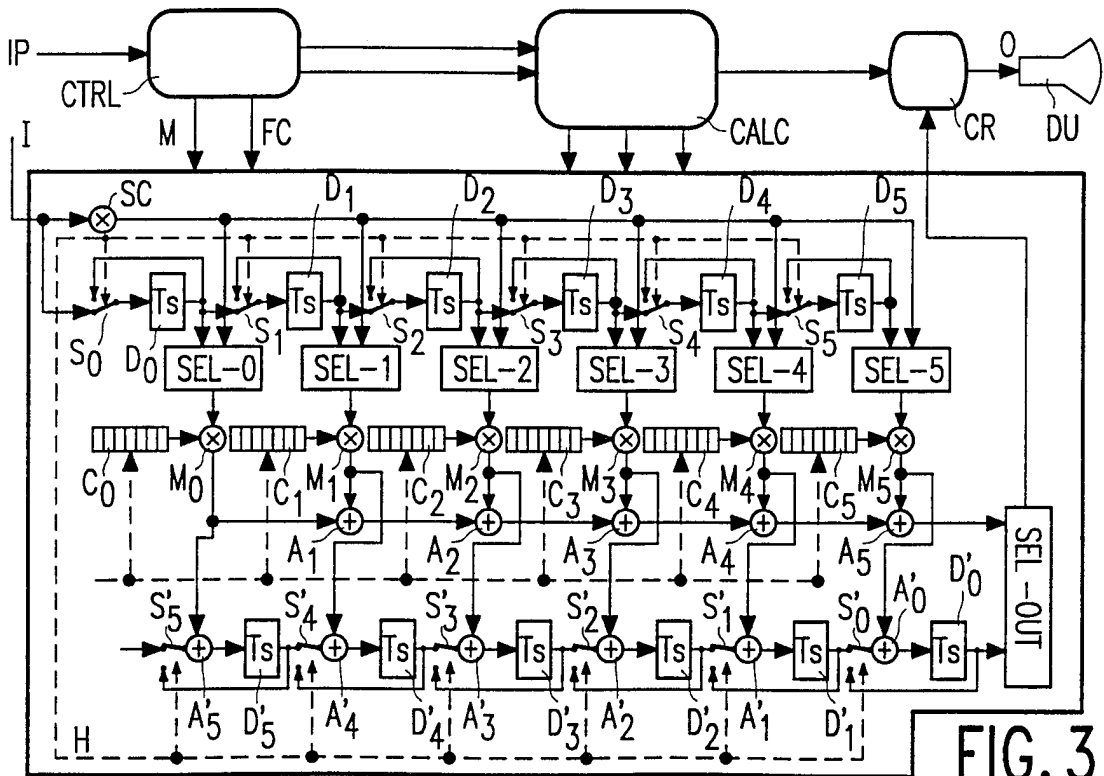 IP
CTRL
CALC
O
CR
DU
I
M
FC
SC
D1 D2 D3 D4 D5
Ts Ts Ts Ts Ts Ts
S0 D0 S1 S2 S3 S4 S5
SEL-0 SEL-1 SEL-2 SEL-3 SEL-4 SEL-5
C0 M0 C1 M1 C2 M2 C3 M3 C4 M4 C5 M5
A1 A2 A3 A4 A5
SEL-OUT
S'5 S'4 S'3 S'2 S'1 S'0 A'0 D'0
Ts Ts Ts Ts Ts Ts
A'5 D'5 A'4 D'4 A'3 D'3 A'2 D'2 A'1 D'1
H
FIG. 3